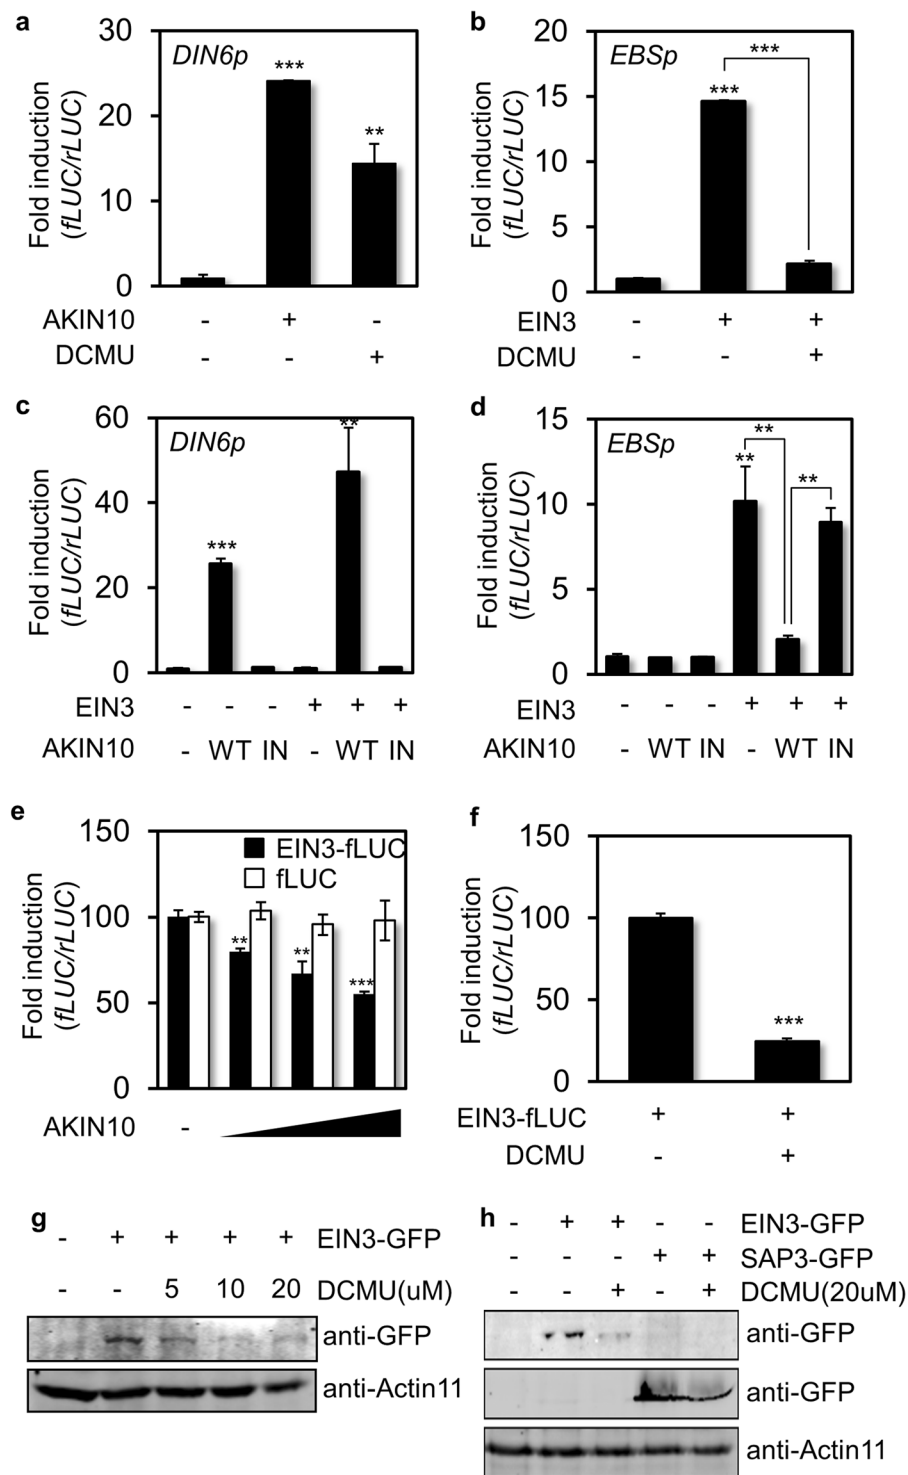 a
DIN6p
Fold induction
(fLUC/rLUC)
30
20
10
0
***
**
AKIN10 - + -
DCMU - - +
b
EBSp
Fold induction
(fLUC/rLUC)
20
15
10
5
0
***
***
EIN3 - + +
DCMU - - +
c
DIN6p
Fold induction
(fLUC/rLUC)
60
40
20
0
***
**
EIN3 - - - + + +
AKIN10 - WT IN - WT IN
d
EBSp
Fold induction
(fLUC/rLUC)
15
10
5
0
**
**
**
EIN3 - - - + + +
AKIN10 - WT IN - WT IN
e
Fold induction
(fLUC/rLUC)
150
100
50
0
EIN3-fLUC
fLUC
**
**
***
AKIN10 -
f
Fold induction
(fLUC/rLUC)
150
100
50
0
***
EIN3-fLUC + +
DCMU - +
g
- + + + + EIN3-GFP
- - 5 10 20 DCMU(uM)
anti-GFP
anti-Actin11
h
- + + - - EIN3-GFP
- - - + + SAP3-GFP
- - + - + DCMU(20uM)
anti-GFP
anti-GFP
anti-Actin11